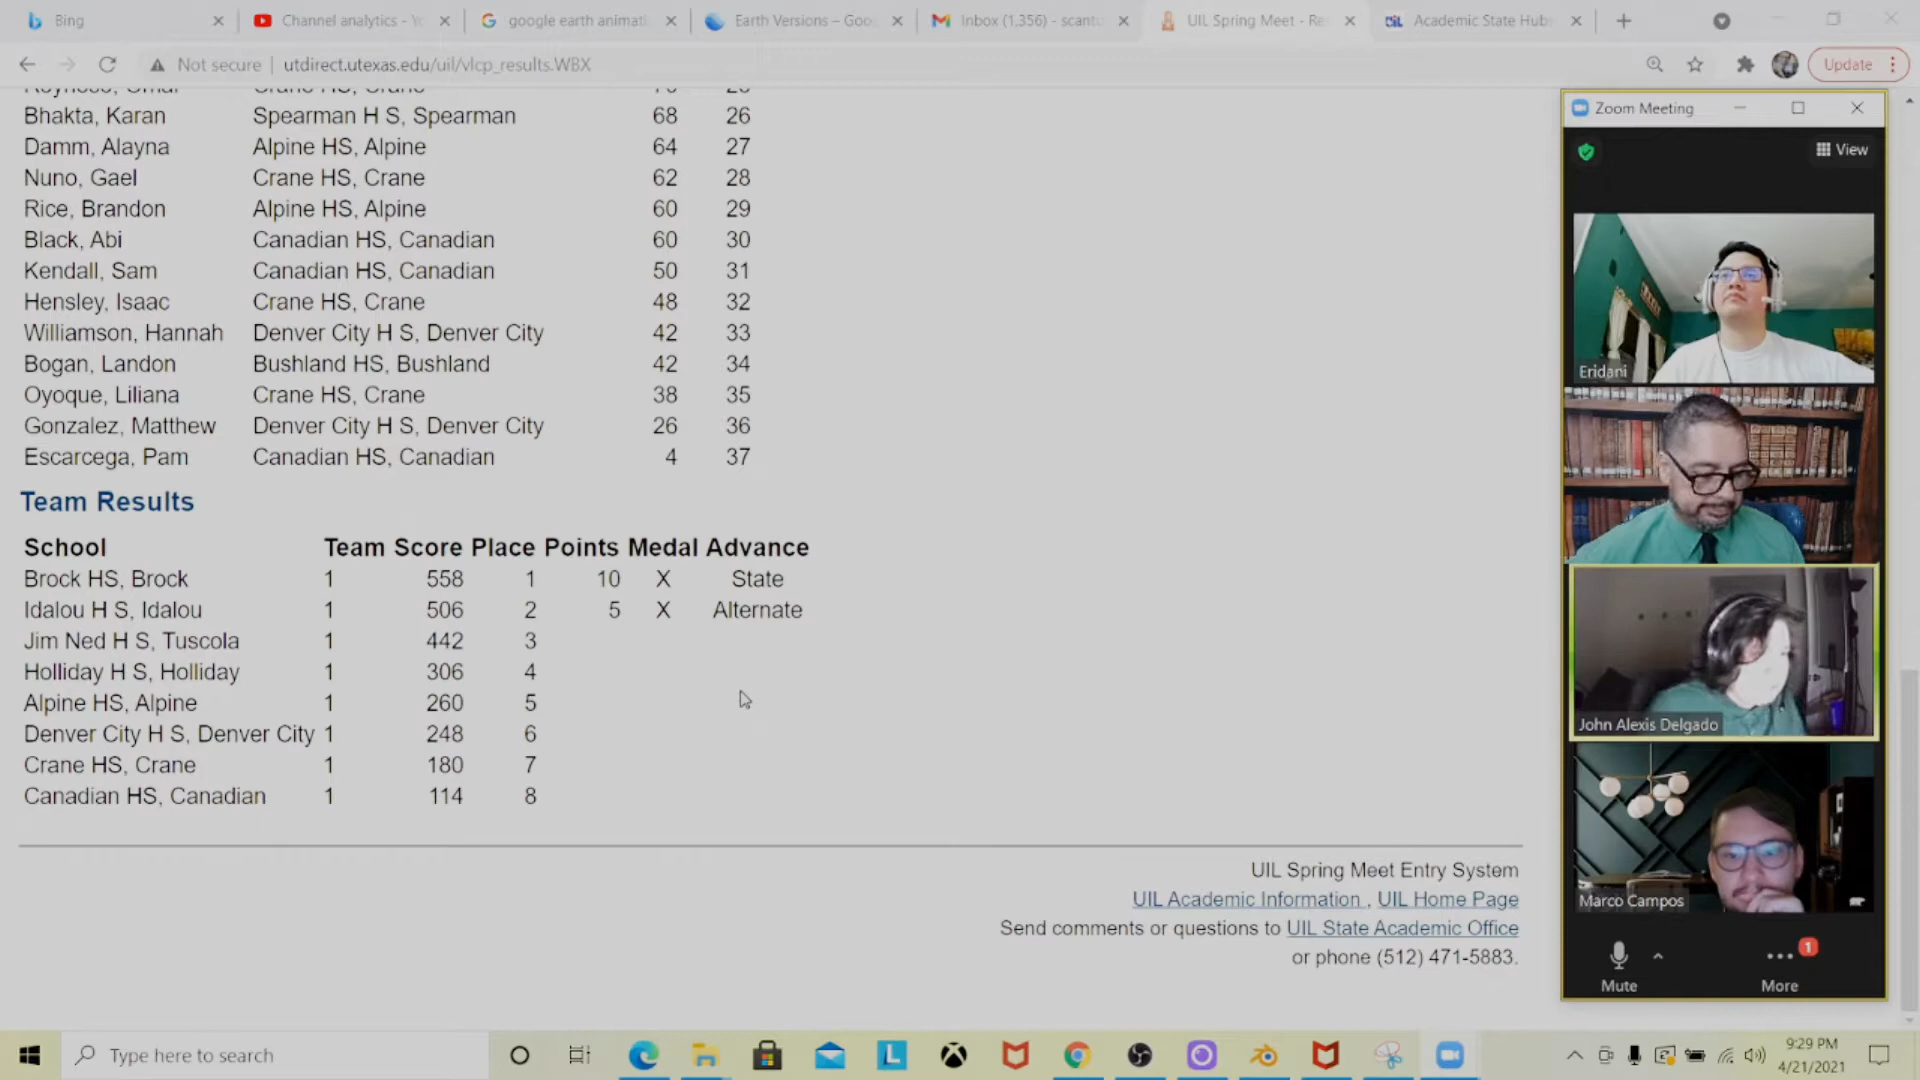 Bing
Channel analytics - Yo
google earth animati
Earth Versions – Goo
Inbox (1,356) - scantu
UIL Spring Meet - Re
UIL Academic State Hub
Not secure | utdirect.utexas.edu/uil/vlcp_results.WBX
Update
Bhakta, Karan Spearman H S, Spearman 68 26
Damm, Alayna Alpine HS, Alpine 64 27
Nuno, Gael Crane HS, Crane 62 28
Rice, Brandon Alpine HS, Alpine 60 29
Black, Abi Canadian HS, Canadian 60 30
Kendall, Sam Canadian HS, Canadian 50 31
Hensley, Isaac Crane HS, Crane 48 32
Williamson, Hannah Denver City H S, Denver City 42 33
Bogan, Landon Bushland HS, Bushland 42 34
Oyoque, Liliana Crane HS, Crane 38 35
Gonzalez, Matthew Denver City H S, Denver City 26 36
Escarcega, Pam Canadian HS, Canadian 4 37
Team Results
School Team Score Place Points Medal Advance
Brock HS, Brock 1 558 1 10 X State
Idalou H S, Idalou 1 506 2 5 X Alternate
Jim Ned H S, Tuscola 1 442 3
Holliday H S, Holliday 1 306 4
Alpine HS, Alpine 1 260 5
Denver City H S, Denver City 1 248 6
Crane HS, Crane 1 180 7
Canadian HS, Canadian 1 114 8
UIL Spring Meet Entry System
UIL Academic Information , UIL Home Page
Send comments or questions to UIL State Academic Office
or phone (512) 471-5883.
Zoom Meeting
View
Eridani
John Alexis Delgado
Marco Campos
1
Mute More
Type here to search
L
9:29 PM
4/21/2021